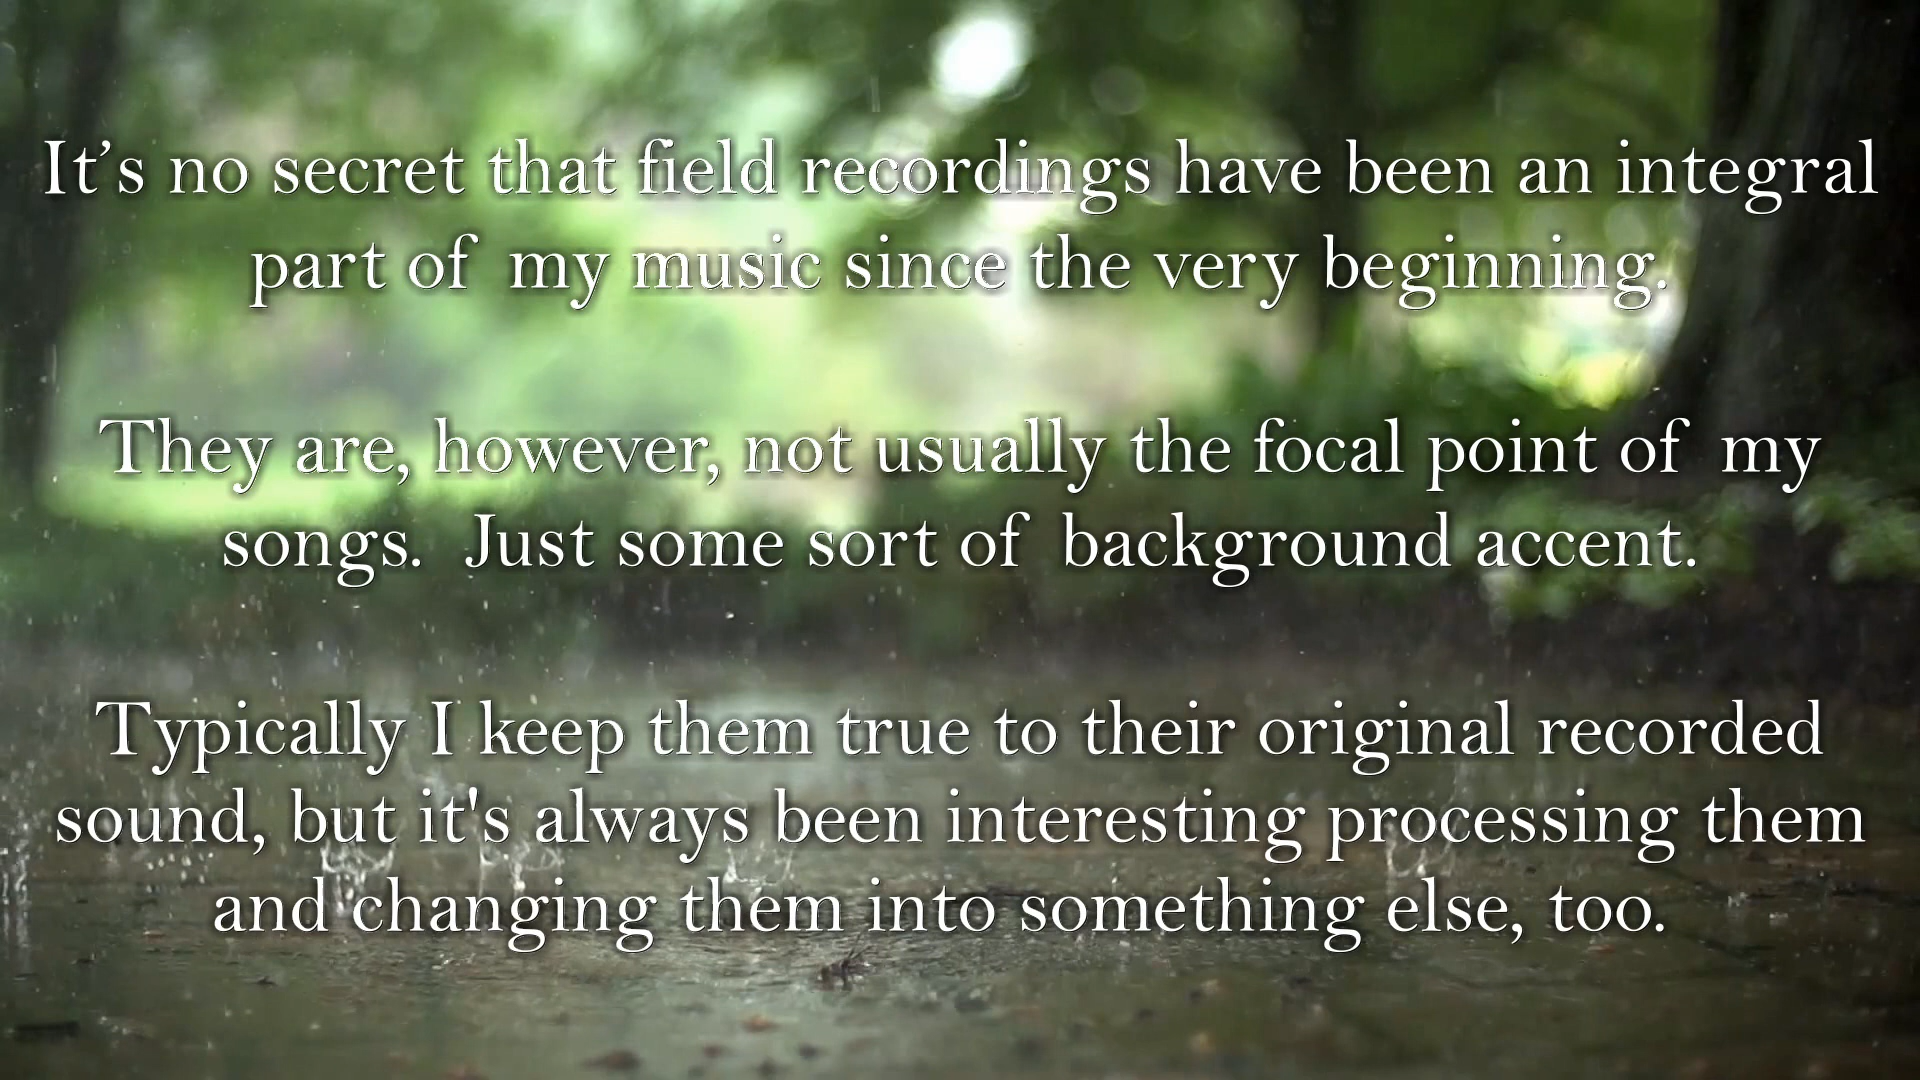 It’s no secret that field recordings have been an integral
part of my music since the very beginning.
They are, however, not usually the focal point of my
songs. Just some sort of background accent.
Typically I keep them true to their original recorded
sound, but it's always been interesting processing them
and changing them into something else, too.